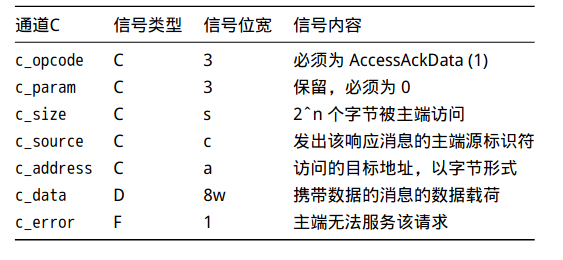 通道C 信号类型 信号位宽 信号内容
c_opcode C 3 必须为 AccessAckData (1)
c_param C 3 保留，必须为 0
c_size C s 2^n 个字节被主端访问
c_source C c 发出该响应消息的主端源标识符
c_address C a 访问的目标地址，以字节形式
c_data D 8w 携带数据的消息的数据载荷
c_error F 1 主端无法服务该请求